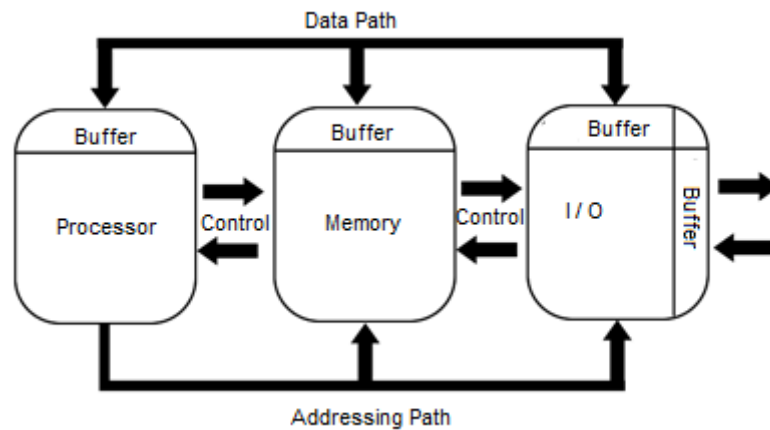 Data Path
Buffer
Buffer
Buffer
Processor
Control
Memory
Control
I / O
Buffer
Addressing Path